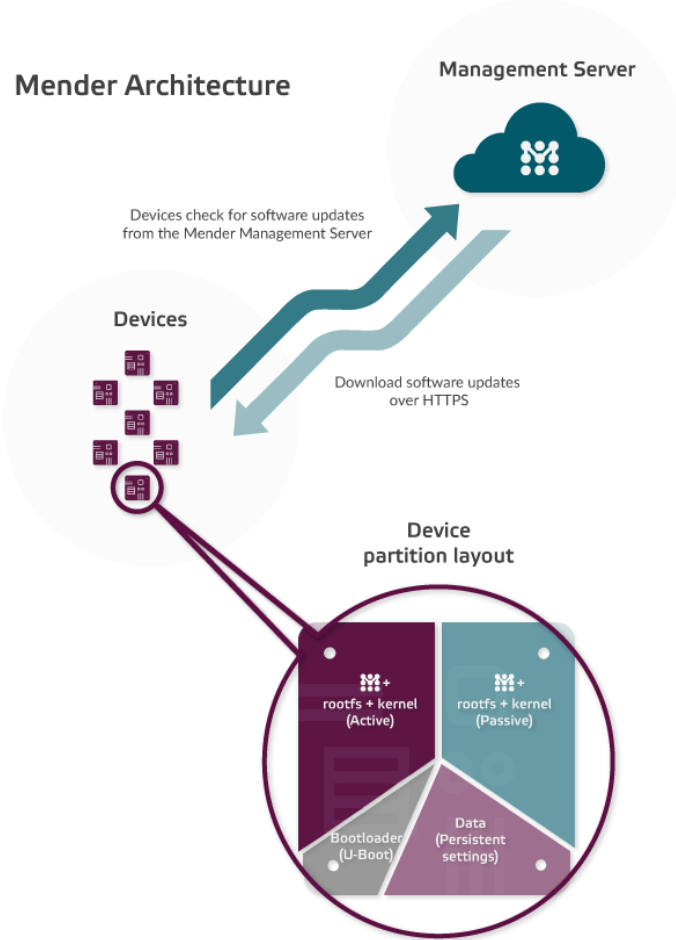 Mender Architecture
Management Server
Devices check for software updates
from the Mender Management Server
Devices
Download software updates
over HTTPS
Device
partition layout
+
rootfs + kernel
(Active)
+
rootfs + kernel
(Passive)
Bootloader
(U-Boot)
Data
(Persistent
settings)